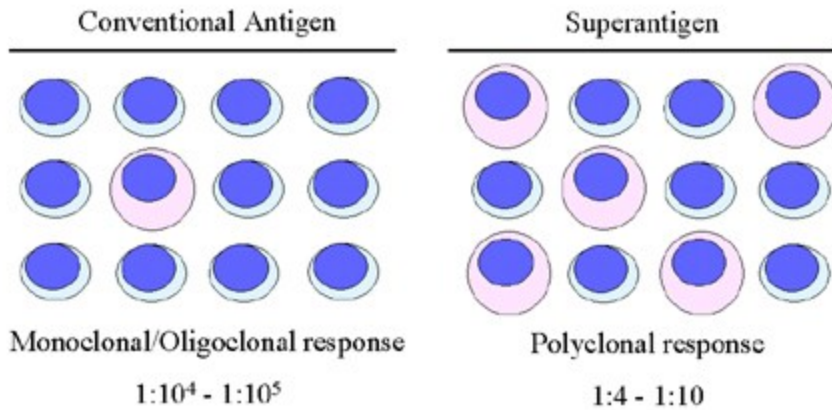 Conventional Antigen
Monoclonal/Oligoclonal response
1:10⁴ - 1:10⁵
Superantigen
Polyclonal response
1:4 - 1:10